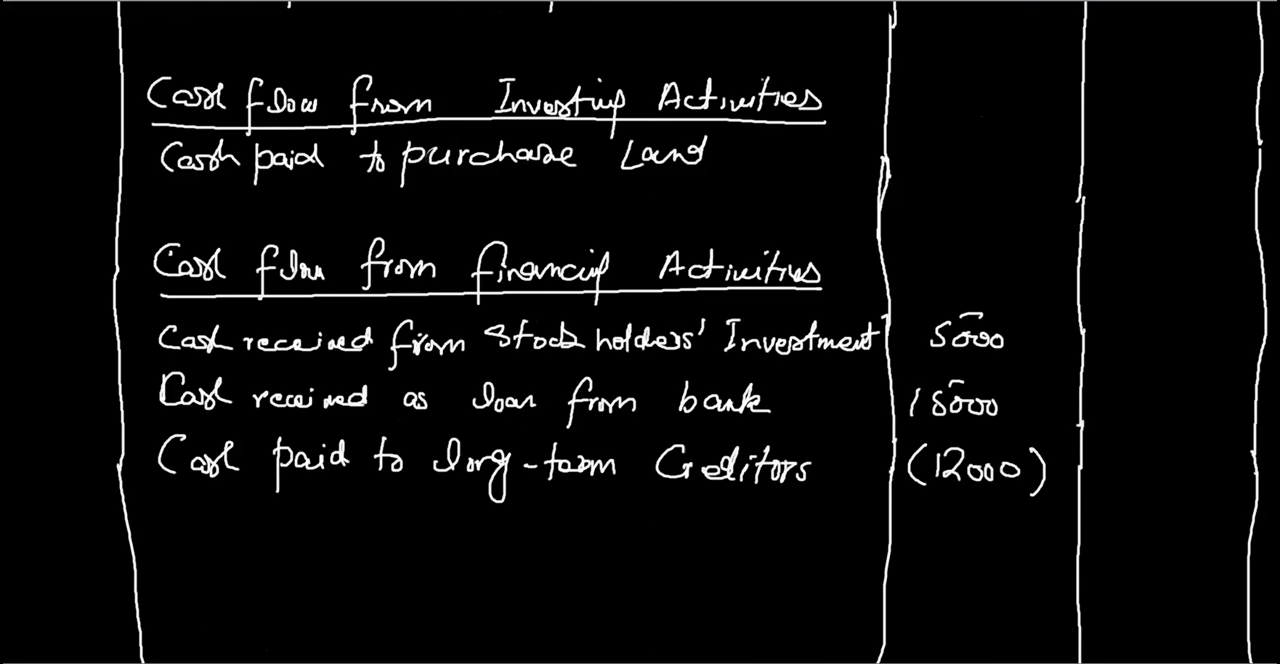 Cash flow from Investing Activities
Cash paid to purchase Land
Cash flow from financing Activities
Cash received from Stockholders' Investment 5000
Cash received as loan from bank 15000
Cash paid to long-term Creditors (12000)